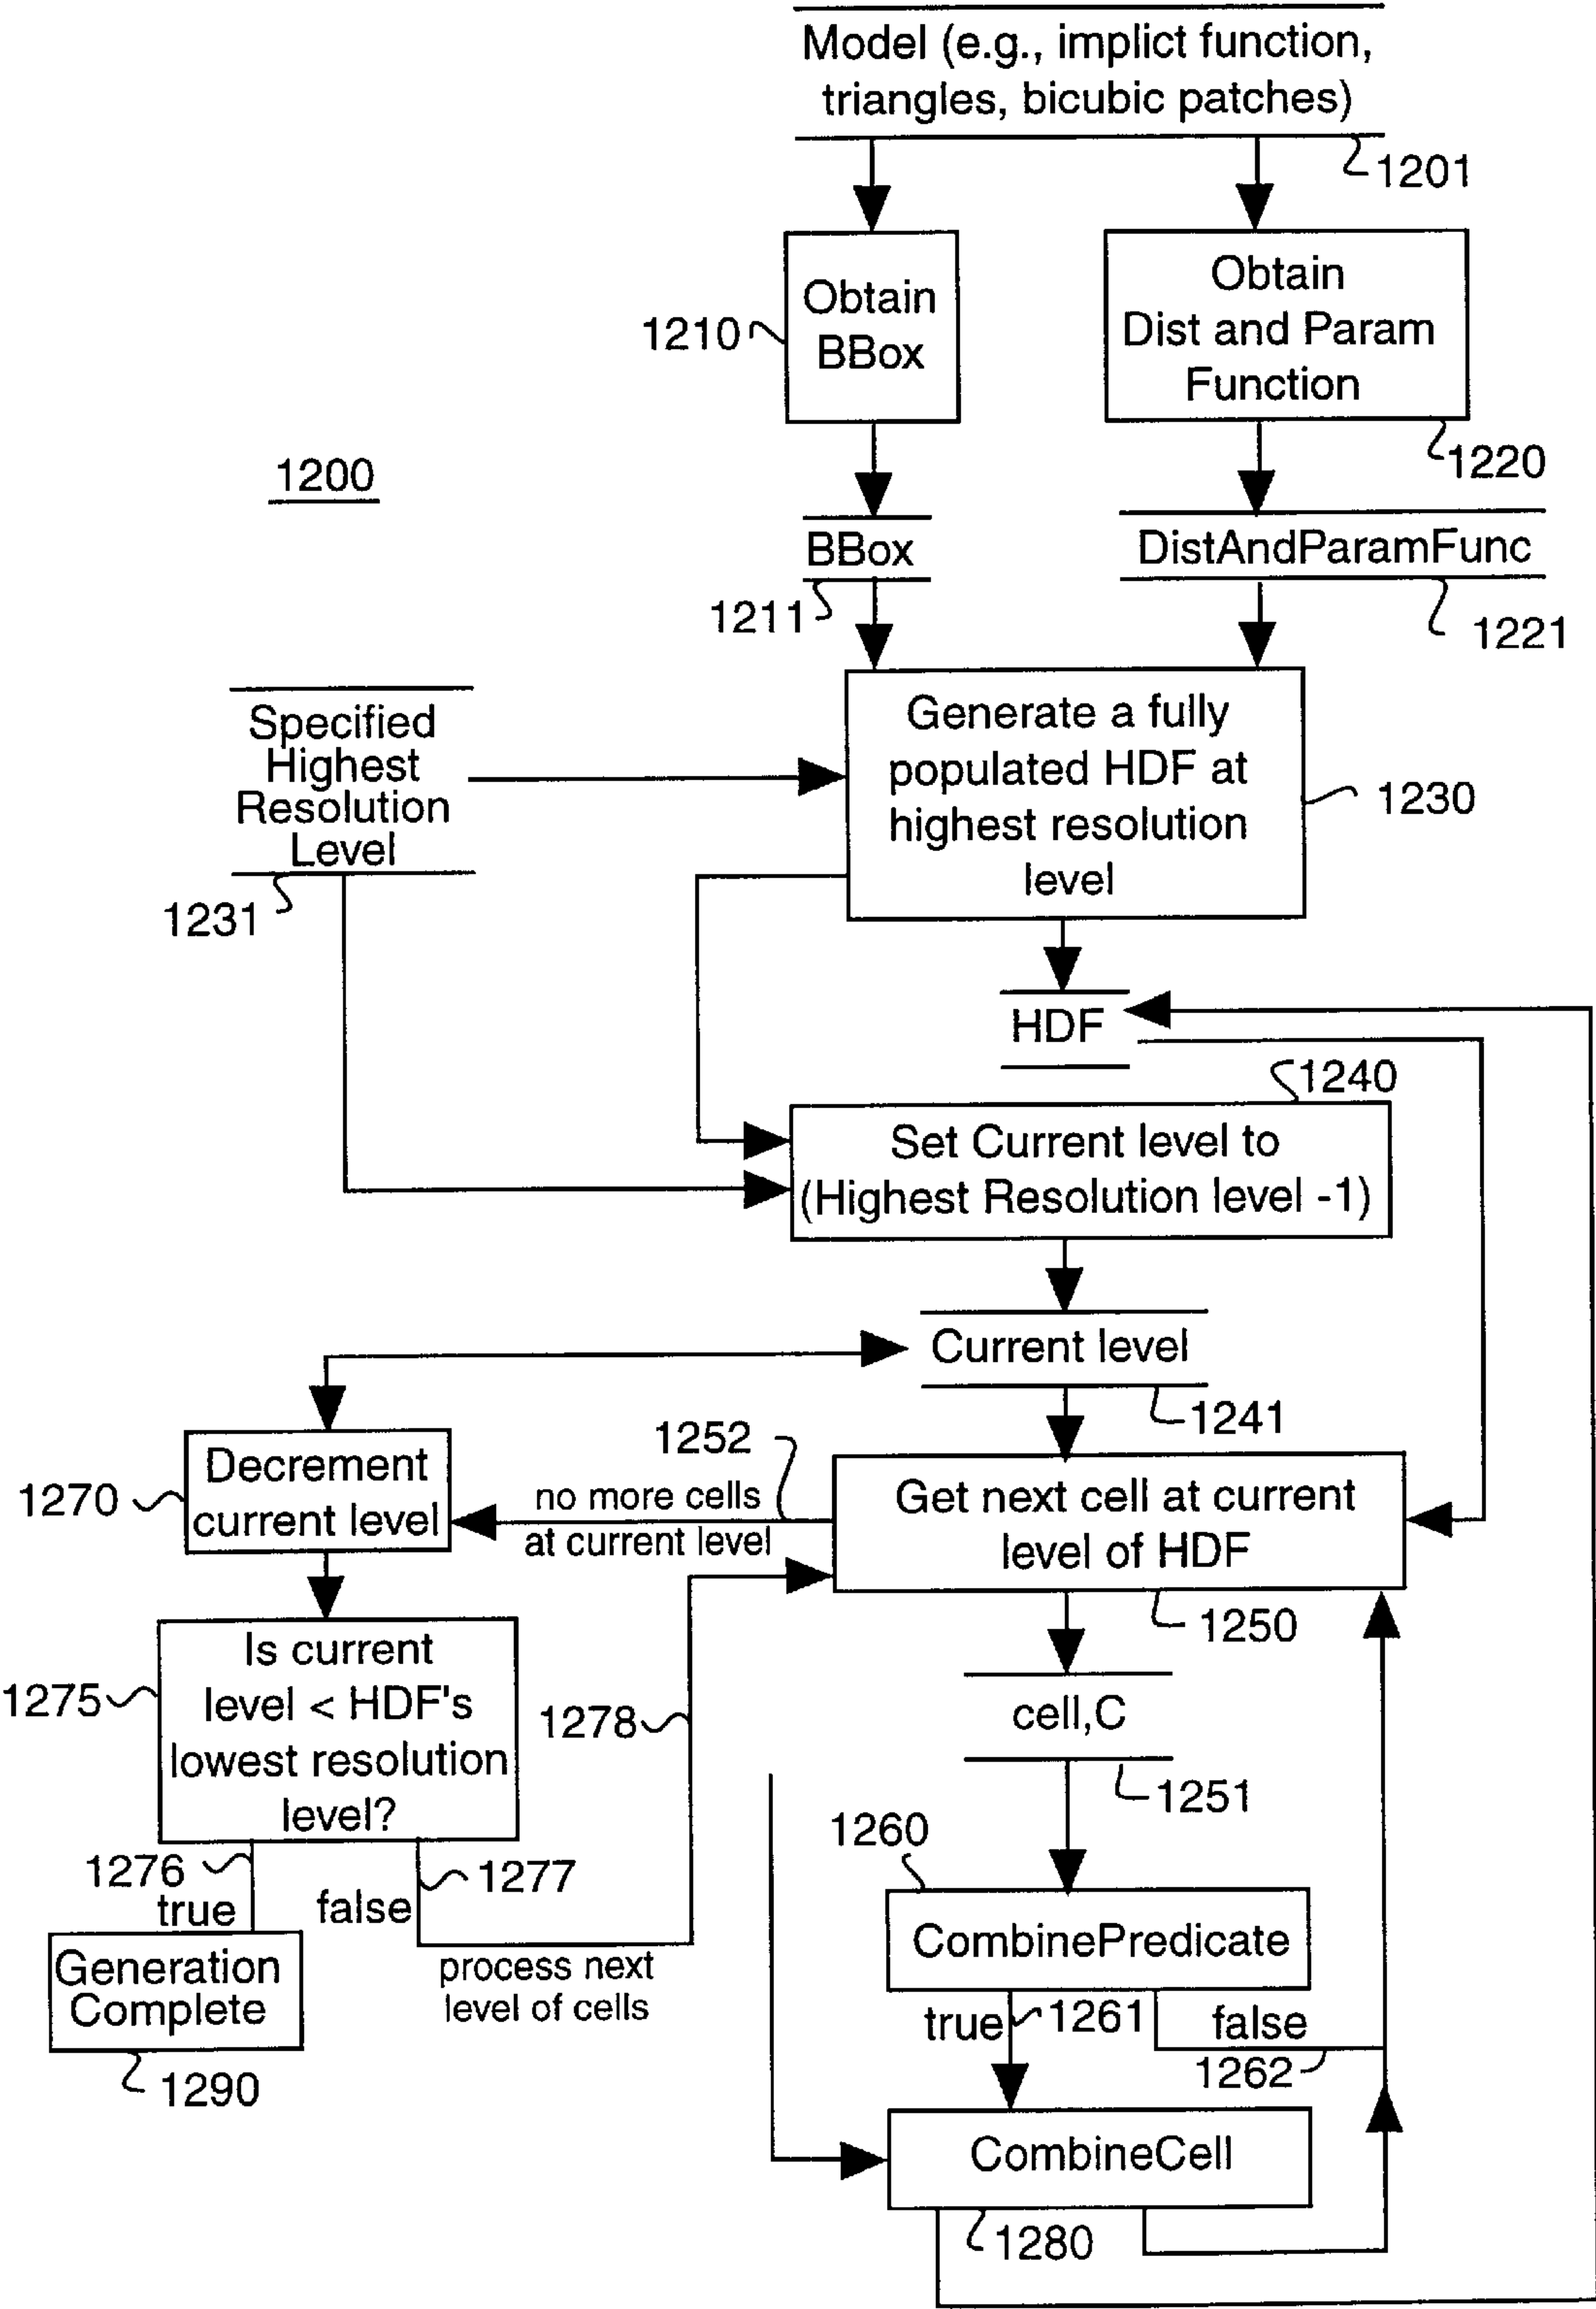 Model (e.g., implict function,
triangles, bicubic patches)
1201
Obtain
BBox
1210
Obtain
Dist and Param
Function
1220
1200
BBox
1211
DistAndParamFunc
1221
Specified
Highest
Resolution
Level
1231
Generate a fully
populated HDF at
highest resolution
level
1230
HDF
1240
Set Current level to
(Highest Resolution level -1)
Current level
1241
1252
Decrement
current level
1270
no more cells
at current level
Get next cell at current
level of HDF
1250
Is current
level < HDF's
lowest resolution
level?
1275
1278
cell,C
1251
1260
1276
true
1277
false
process next
level of cells
Generation
Complete
1290
CombinePredicate
true
1261
false
1262
CombineCell
1280